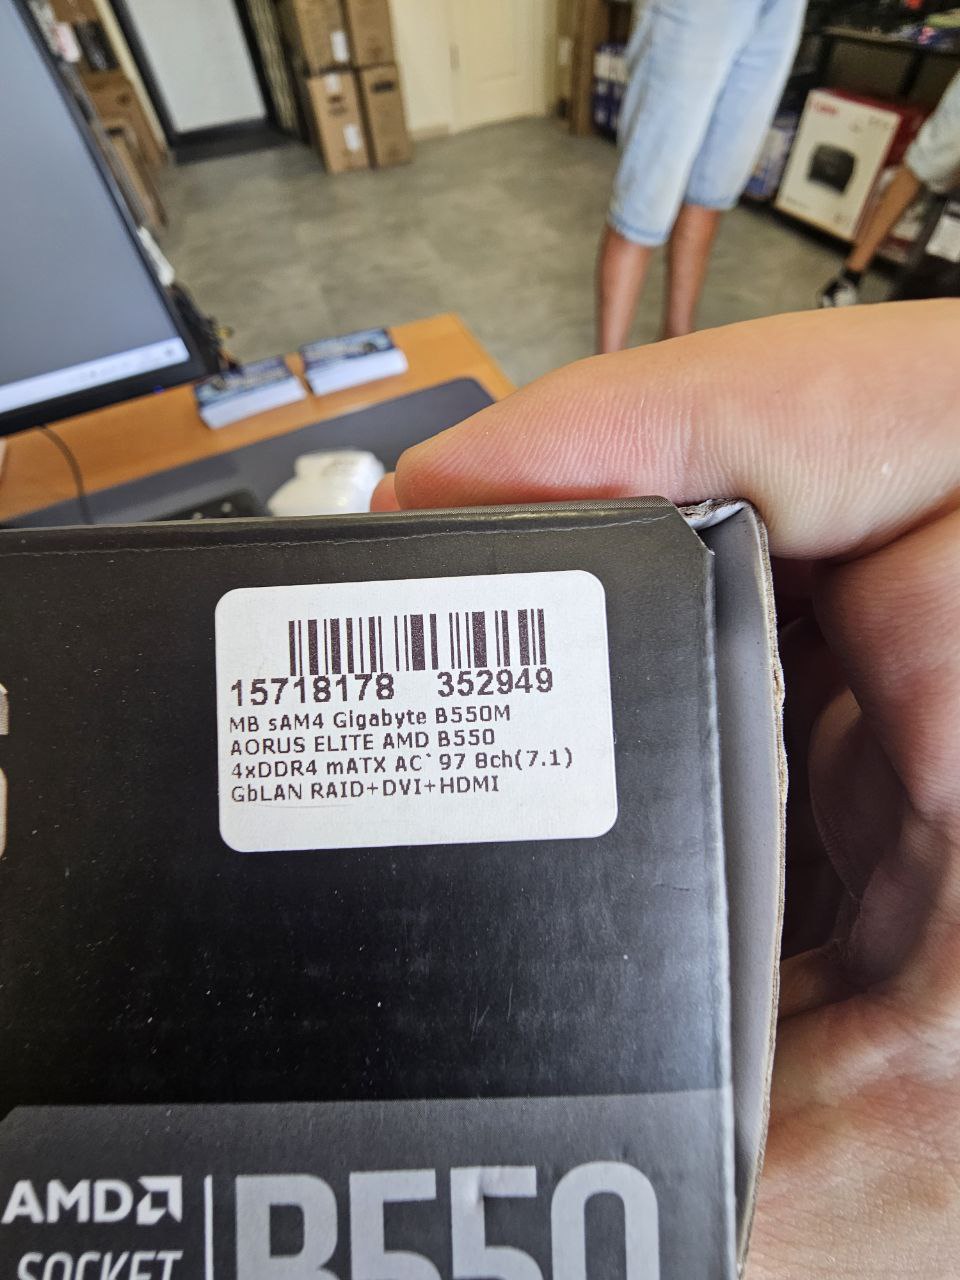 15718178 352949
MB sAM4 Gigabyte B550M
AORUS ELITE AMD B550
4xDDR4 mATX AC`97 8ch(7.1)
GbLAN RAID+DVI+HDMI
AMD
SOCKET
B550